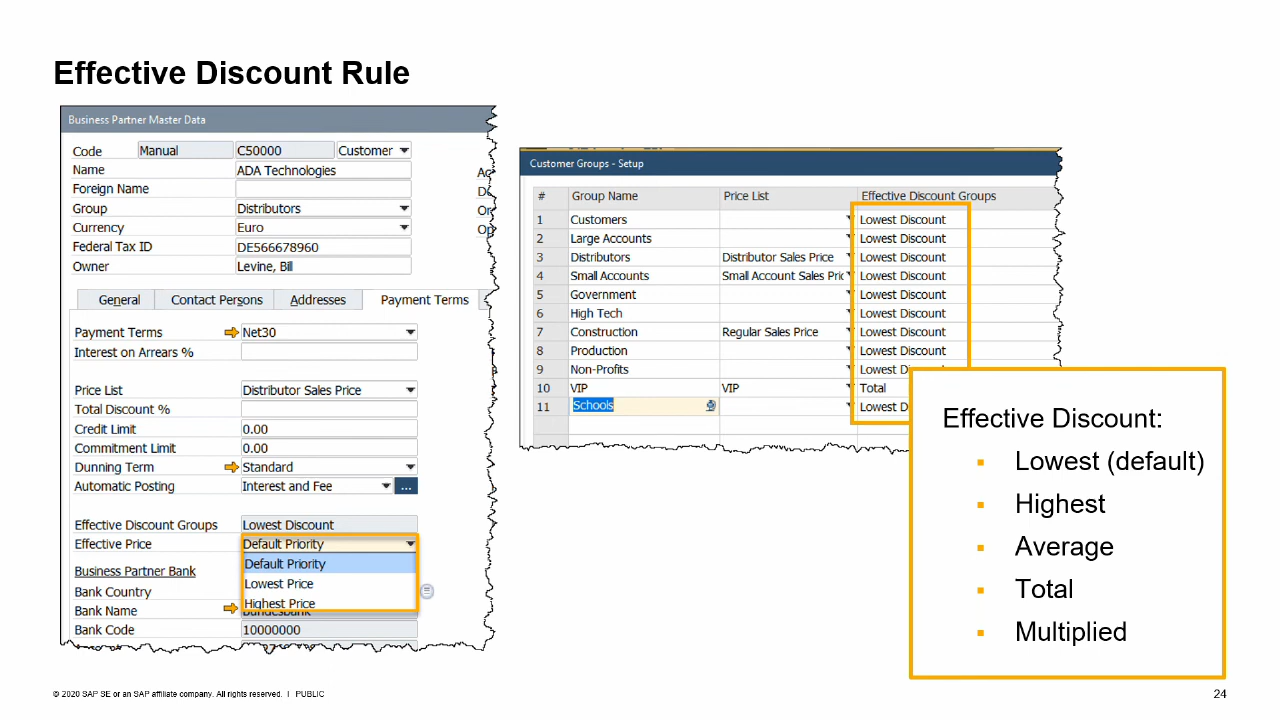 Effective Discount Rule
Business Partner Master Data
Code Manual C50000 Customer
Name ADA Technologies
Foreign Name
Group Distributors
Currency Euro
Federal Tax ID DE566678960
Owner Levine, Bill
General Contact Persons Addresses Payment Terms
Payment Terms Net30
Interest on Arrears %
Price List Distributor Sales Price
Total Discount %
Credit Limit 0.00
Commitment Limit 0.00
Dunning Term Standard
Automatic Posting Interest and Fee ...
Effective Discount Groups Lowest Discount
Effective Price Default Priority
Default Priority
Business Partner Bank
Lowest Price
Bank Country
Highest Price
Bank Name
Bank Code 10000000
Customer Groups - Setup
# Group Name Price List Effective Discount Groups
1 Customers Lowest Discount
2 Large Accounts Lowest Discount
3 Distributors Distributor Sales Price Lowest Discount
4 Small Accounts Small Account Sales Pric Lowest Discount
5 Government Lowest Discount
6 High Tech Lowest Discount
7 Construction Regular Sales Price Lowest Discount
8 Production Lowest Discount
9 Non-Profits Lowest
10 VIP VIP Total
11 Schools Lowest D
Effective Discount:
▪ Lowest (default)
▪ Highest
▪ Average
▪ Total
▪ Multiplied
© 2020 SAP SE or an SAP affiliate company. All rights reserved. | PUBLIC
24